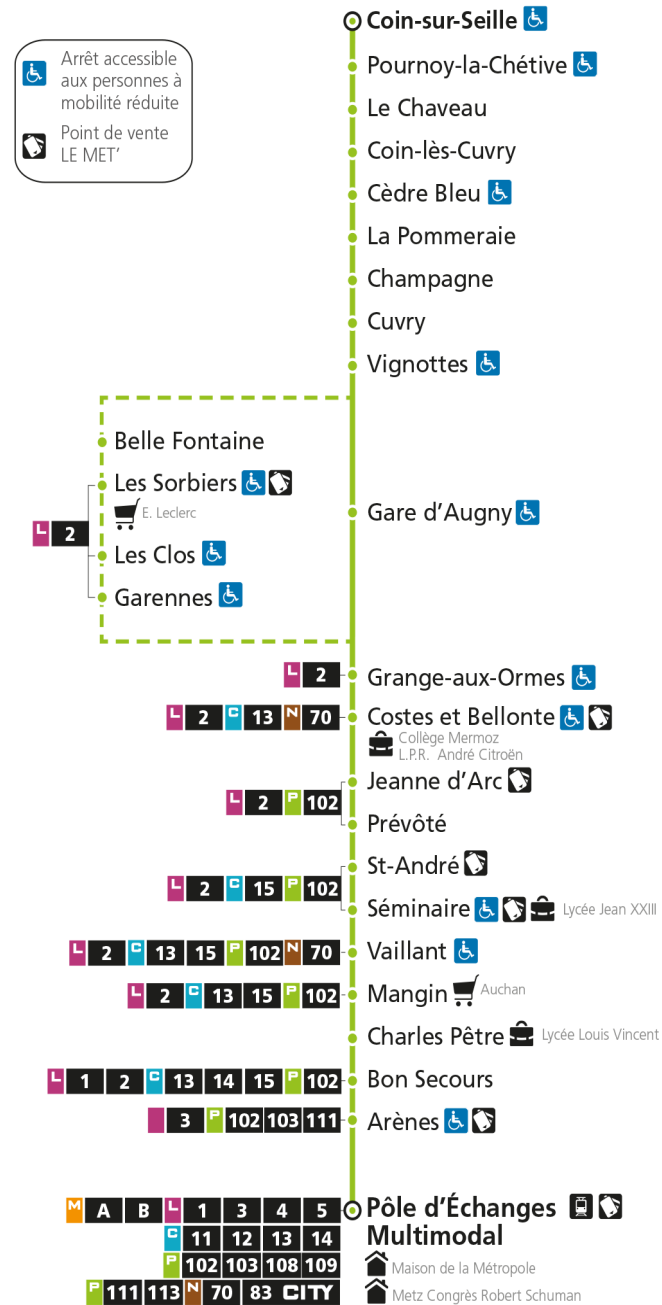 Coin-sur-Seille
Arrêt accessible
aux personnes à
mobilité réduite
Point de vente
LE MET’
Pournoy-la-Chétive
Le Chaveau
Coin-lès-Cuvry
Cèdre Bleu
La Pommeraie
Champagne
Cuvry
Vignottes
Belle Fontaine
Les Sorbiers
E. Leclerc
L 2
Les Clos
Garennes
Gare d’Augny
L 2 Grange-aux-Ormes
L 2 C 13 N 70 Costes et Bellonte
Collège Mermoz
L.P.R. André Citroën
Jeanne d’Arc
L 2 P 102
Prévôté
St-André
L 2 C 15 P 102
Séminaire Lycée Jean XXIII
L 2 C 13 15 P 102 N 70 Vaillant
L 2 C 13 15 P 102 Mangin Auchan
Charles Pêtre Lycée Louis Vincent
L 1 2 C 13 14 15 P 102 Bon Secours
3 P 102 103 111 Arènes
M A B L 1 3 4 5 Pôle d’Échanges
C 11 12 13 14 Multimodal
P 102 103 108 109 Maison de la Métropole
P 111 113 N 70 83 CITY Metz Congrès Robert Schuman